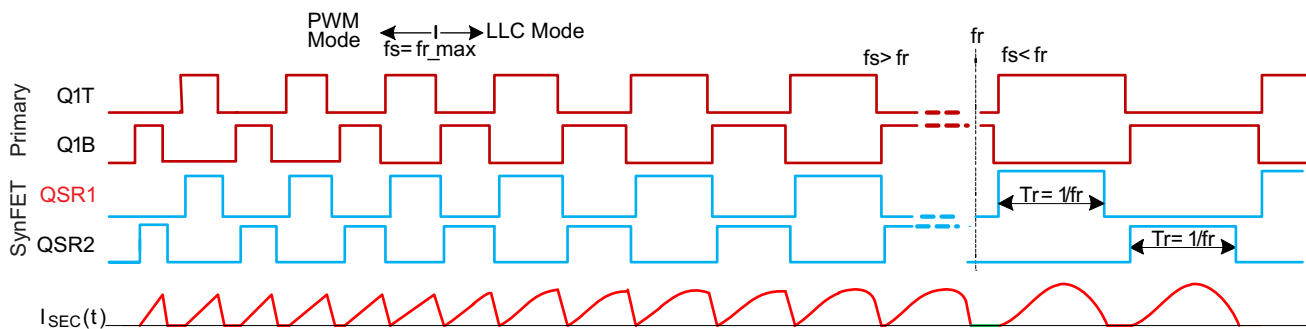 PWM Mode
LLC Mode
fs= fr_max
fs> fr
fr
fs< fr
Primary
Q1T
Q1B
SynFET
QSR1
Tr= 1/fr
QSR2
Tr= 1/fr
ISEC(t)